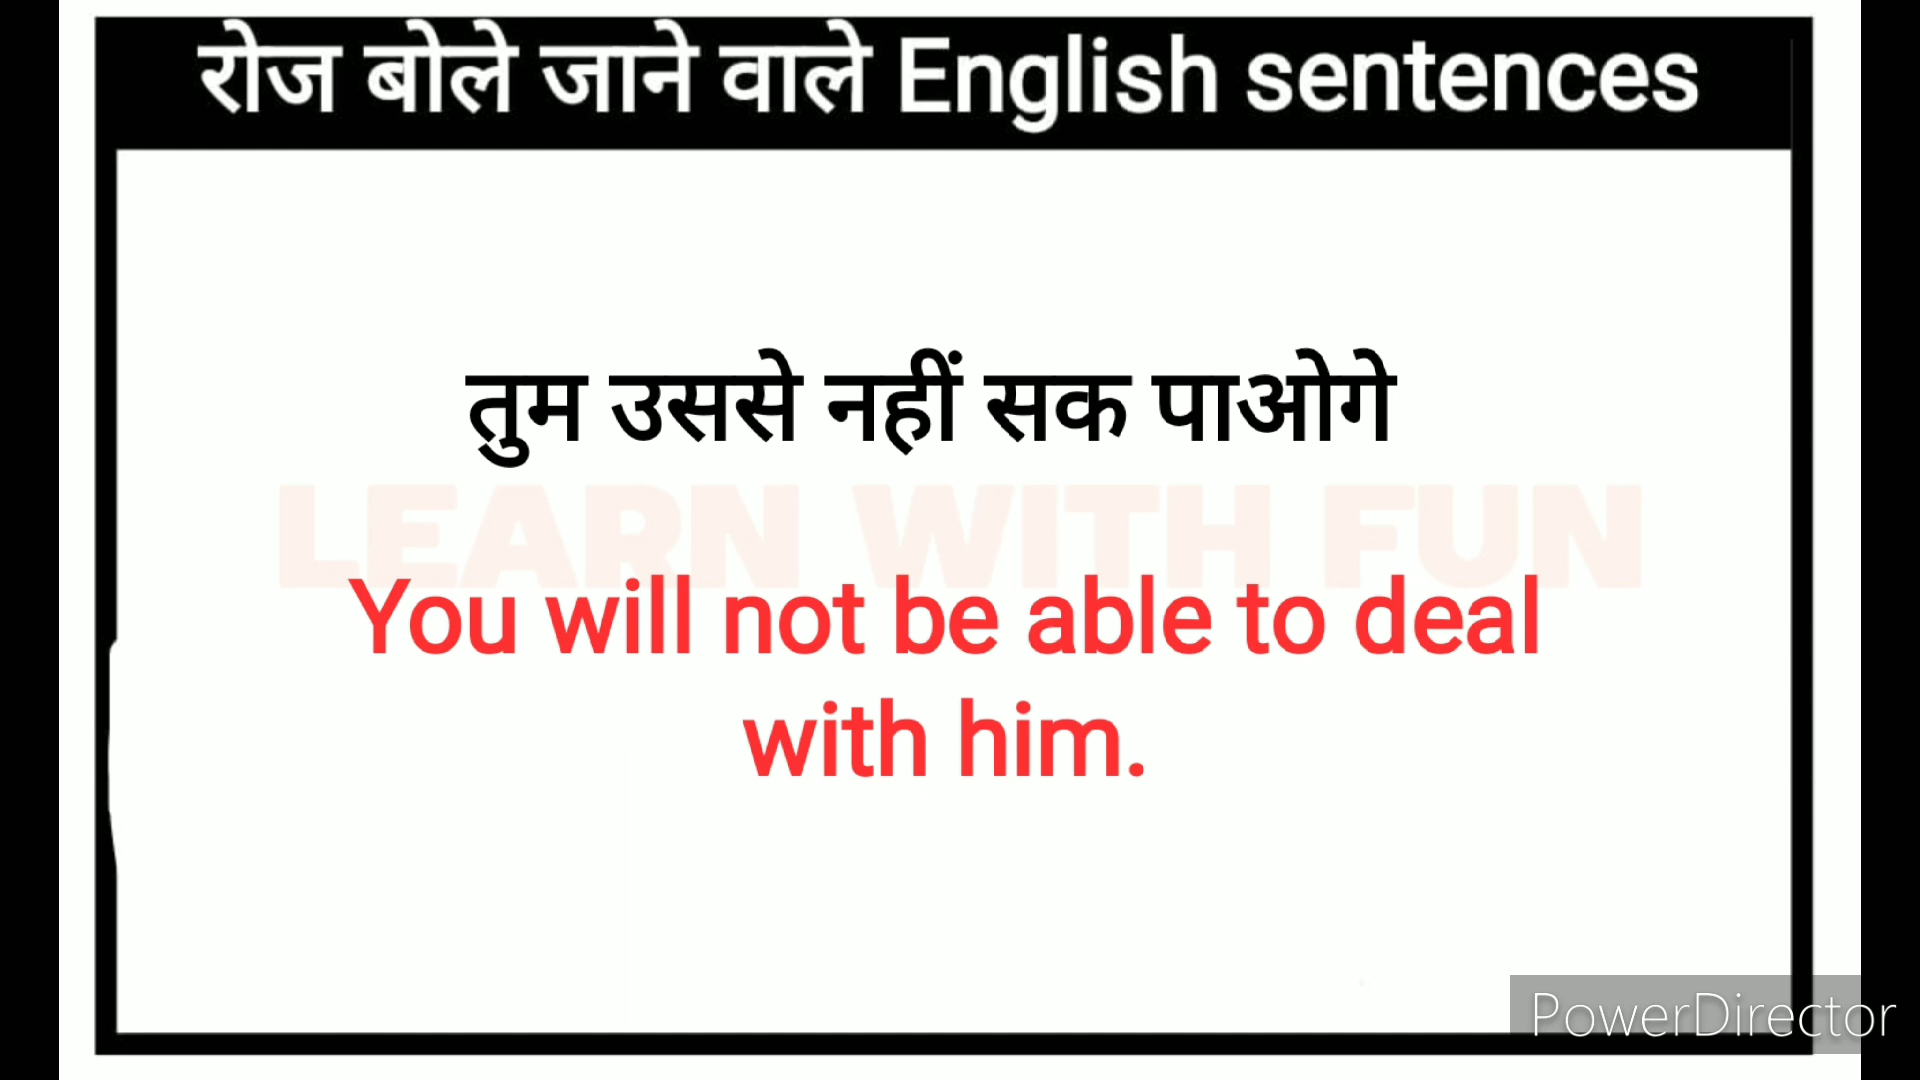 रोज बोले जाने वाले English sentences
तुम उससे नहीं सक पाओगे
LEARN WITH FUN
You will not be able to deal
with him.
PowerDirector